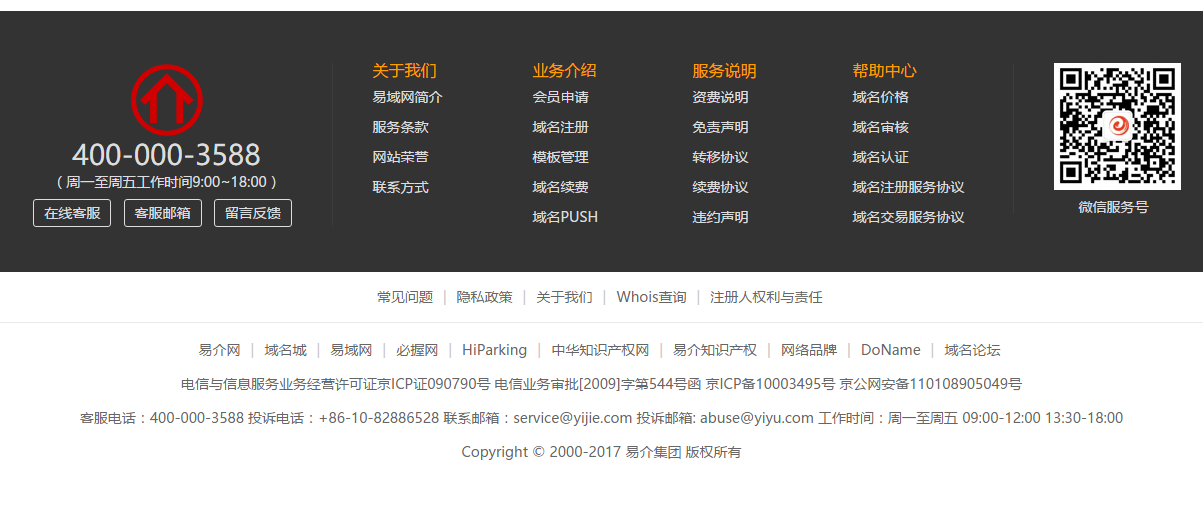 400-000-3588
( 周一至周五工作时间9:00~18:00 )
在线客服 客服邮箱 留言反馈
关于我们
易域网简介
服务条款
网站荣誉
联系方式
业务介绍
会员申请
域名注册
模板管理
域名续费
域名PUSH
服务说明
资费说明
免责声明
转移协议
续费协议
违约声明
帮助中心
域名价格
域名审核
域名认证
域名注册服务协议
域名交易服务协议
微信服务号
常见问题 | 隐私政策 | 关于我们 | Whois查询 | 注册人权利与责任
易介网 | 域名城 | 易域网 | 必握网 | HiParking | 中华知识产权网 | 易介知识产权 | 网络品牌 | DoName | 域名论坛
电信与信息服务业务经营许可证京ICP证090790号 电信业务审批[2009]字第544号函 京ICP备10003495号 京公网安备110108905049号
客服电话：400-000-3588 投诉电话：+86-10-82886528 联系邮箱：service@yijie.com 投诉邮箱: abuse@yiyu.com 工作时间：周一至周五 09:00-12:00 13:30-18:00
Copyright © 2000-2017 易介集团 版权所有